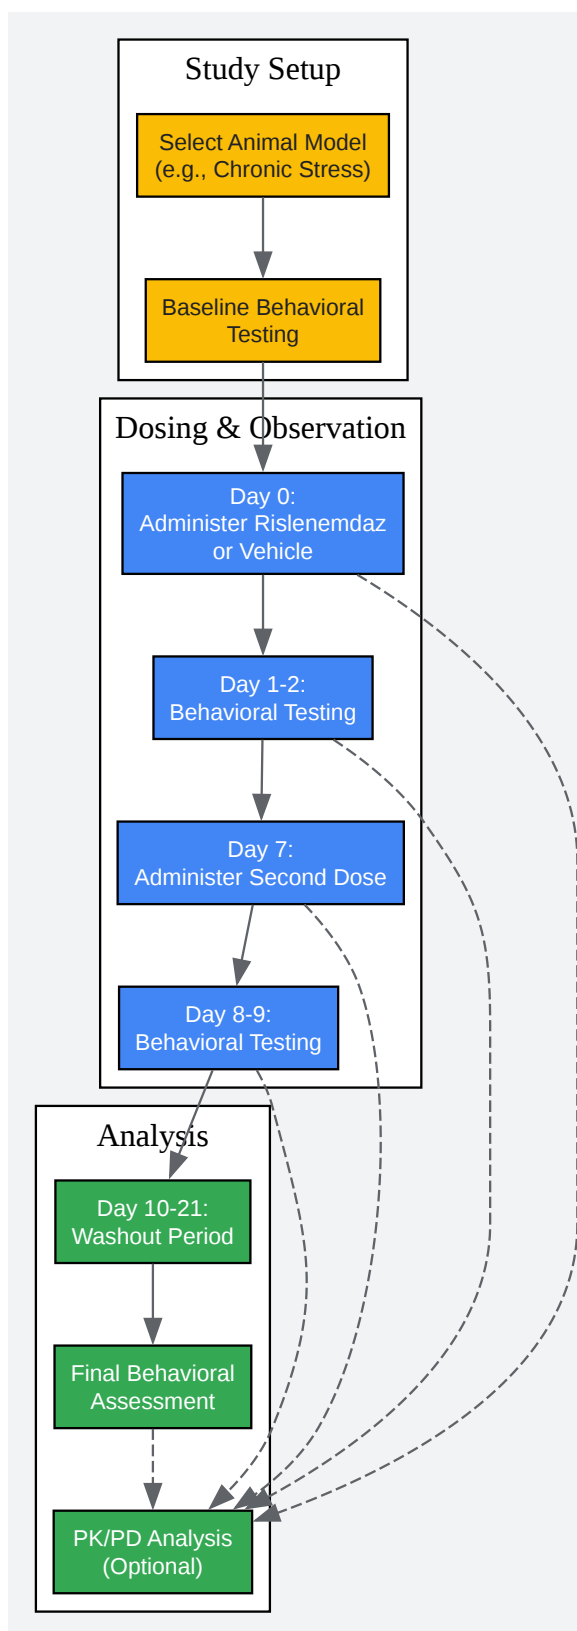 Study Setup
Select Animal Model
(e.g., Chronic Stress)
Baseline Behavioral
Testing
Dosing & Observation
Day 0:
Administer Rislenemdaz
or Vehicle
Day 1-2:
Behavioral Testing
Day 7:
Administer Second Dose
Day 8-9:
Behavioral Testing
Analysis
Day 10-21:
Washout Period
Final Behavioral
Assessment
PK/PD Analysis
(Optional)